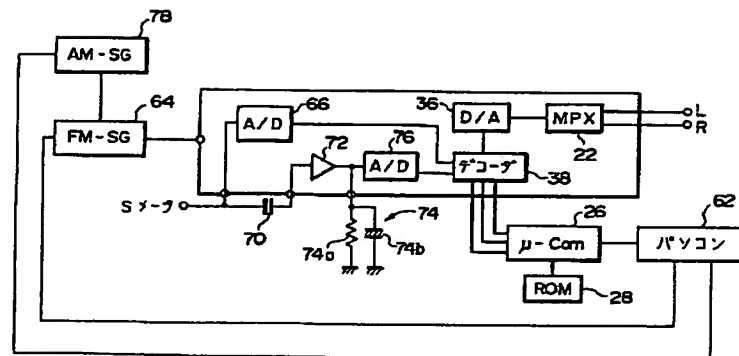 78
AM-SG
64
FM-SG
66
A/D
36
D/A
MPX
22
L
R
72
76
A/D
デコーダ
38
Sメータ
70
74
74a
74b
26
μ-Com
62
パソコン
ROM
28